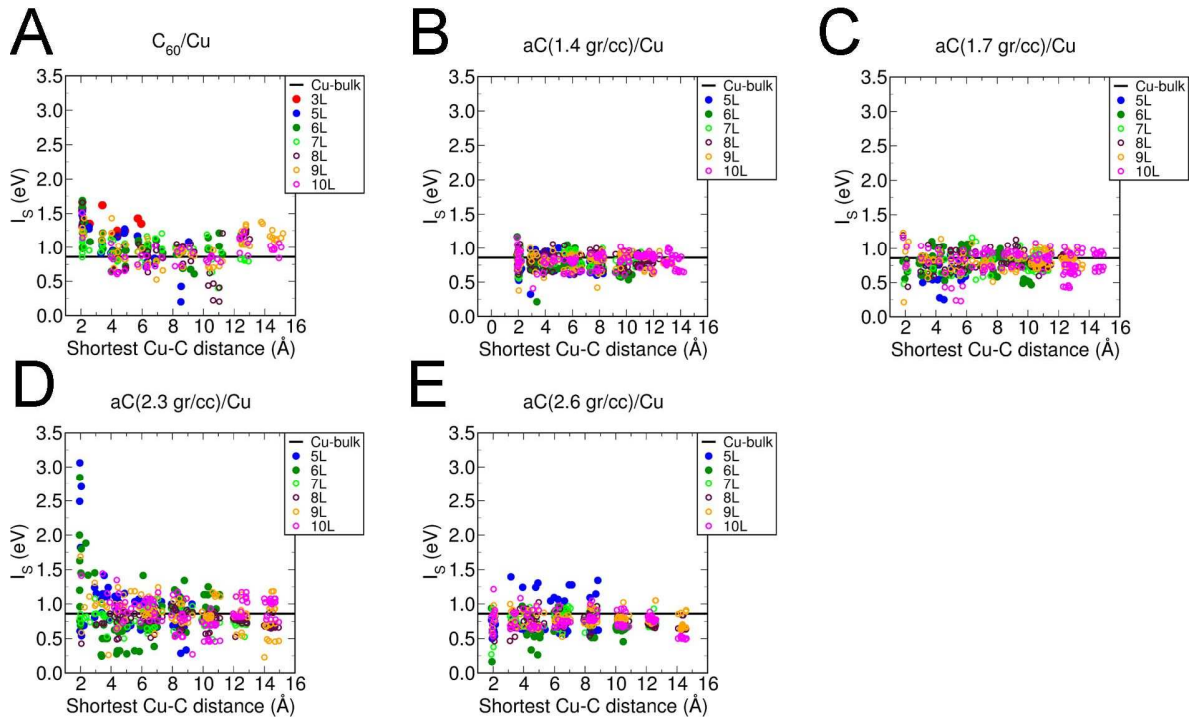 A
C60/Cu
3.5
3.0
2.5
2.0
1.5
1.0
0.5
0.0
IS (eV)
2 4 6 8 10 12 14 16
Shortest Cu-C distance (Å)
Cu-bulk
3L
5L
6L
7L
8L
9L
10L
B
aC(1.4 gr/cc)/Cu
3.5
3.0
2.5
2.0
1.5
1.0
0.5
0.0
IS (eV)
0 2 4 6 8 10 12 14 16
Shortest Cu-C distance (Å)
Cu-bulk
5L
6L
7L
8L
9L
10L
C
aC(1.7 gr/cc)/Cu
3.5
3.0
2.5
2.0
1.5
1.0
0.5
0.0
IS (eV)
0 2 4 6 8 10 12 14 16
Shortest Cu-C distance (Å)
Cu-bulk
5L
6L
7L
8L
9L
10L
D
aC(2.3 gr/cc)/Cu
3.5
3.0
2.5
2.0
1.5
1.0
0.5
0.0
IS (eV)
2 4 6 8 10 12 14 16
Shortest Cu-C distance (Å)
Cu-bulk
5L
6L
7L
8L
9L
10L
E
aC(2.6 gr/cc)/Cu
3.5
3.0
2.5
2.0
1.5
1.0
0.5
0.0
IS (eV)
0 2 4 6 8 10 12 14 16
Shortest Cu-C distance (Å)
Cu-bulk
5L
6L
7L
8L
9L
10L